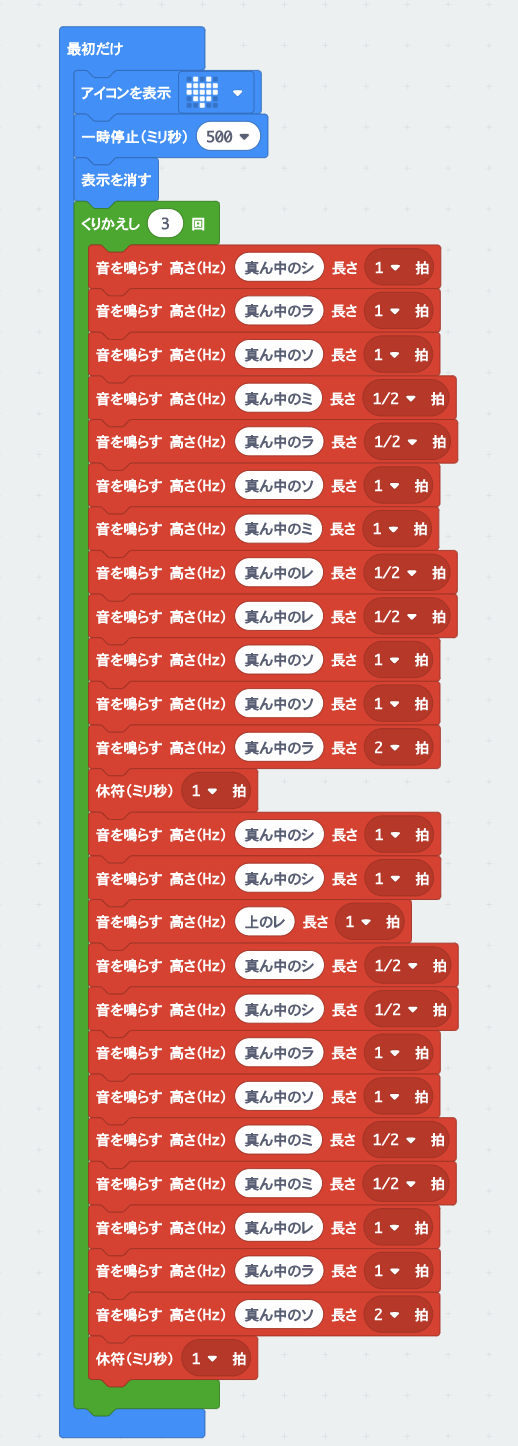 最初だけ
アイコンを表示
一時停止(ミリ秒) 500
表示を消す
くりかえし 3 回
音を鳴らす 高さ(Hz) 真ん中のシ 長さ 1 拍
音を鳴らす 高さ(Hz) 真ん中のラ 長さ 1 拍
音を鳴らす 高さ(Hz) 真ん中のソ 長さ 1 拍
音を鳴らす 高さ(Hz) 真ん中のミ 長さ 1/2 拍
音を鳴らす 高さ(Hz) 真ん中のラ 長さ 1/2 拍
音を鳴らす 高さ(Hz) 真ん中のソ 長さ 1 拍
音を鳴らす 高さ(Hz) 真ん中のミ 長さ 1 拍
音を鳴らす 高さ(Hz) 真ん中のレ 長さ 1/2 拍
音を鳴らす 高さ(Hz) 真ん中のレ 長さ 1/2 拍
音を鳴らす 高さ(Hz) 真ん中のソ 長さ 1 拍
音を鳴らす 高さ(Hz) 真ん中のソ 長さ 1 拍
音を鳴らす 高さ(Hz) 真ん中のラ 長さ 2 拍
休符(ミリ秒) 1 拍
音を鳴らす 高さ(Hz) 真ん中のシ 長さ 1 拍
音を鳴らす 高さ(Hz) 真ん中のシ 長さ 1 拍
音を鳴らす 高さ(Hz) 上のレ 長さ 1 拍
音を鳴らす 高さ(Hz) 真ん中のシ 長さ 1/2 拍
音を鳴らす 高さ(Hz) 真ん中のシ 長さ 1/2 拍
音を鳴らす 高さ(Hz) 真ん中のラ 長さ 1 拍
音を鳴らす 高さ(Hz) 真ん中のソ 長さ 1 拍
音を鳴らす 高さ(Hz) 真ん中のミ 長さ 1/2 拍
音を鳴らす 高さ(Hz) 真ん中のミ 長さ 1/2 拍
音を鳴らす 高さ(Hz) 真ん中のレ 長さ 1 拍
音を鳴らす 高さ(Hz) 真ん中のラ 長さ 1 拍
音を鳴らす 高さ(Hz) 真ん中のソ 長さ 2 拍
休符(ミリ秒) 1 拍